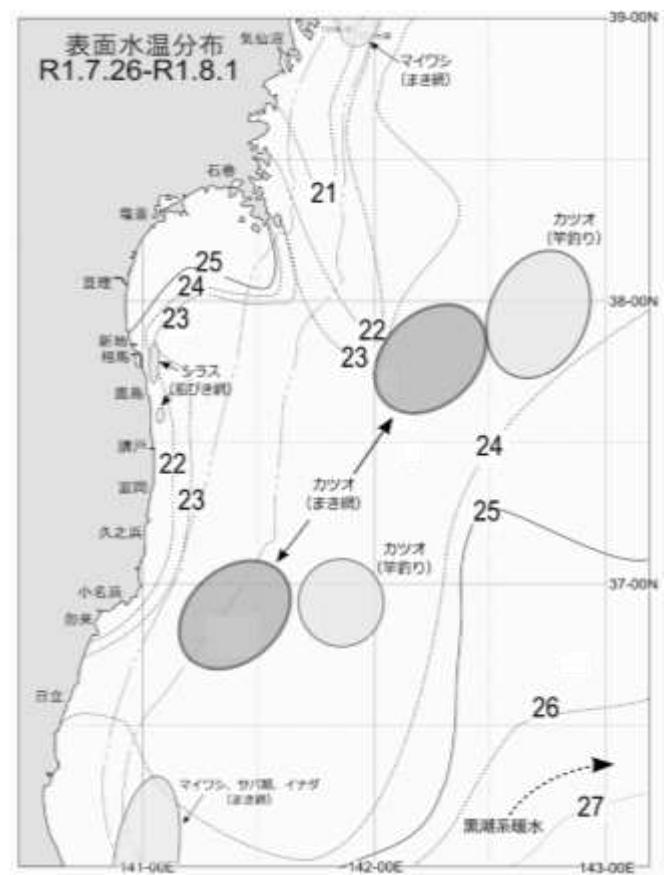 39-00N
表面水温分布
R1.7.26-R1.8.1
気仙沼
マイワシ
(まき網)
石巻
21
カツオ
(竿釣り)
25
亘理
24
38-00N
23
新地
相馬
22
23
シラス
(船びき網)
鹿島
24
請戸
22
カツオ
(まき網)
富岡
23
25
久之浜
カツオ
(竿釣り)
37-00N
小名浜
勿来
日立
26
マイワシ、サバ類、イナダ
(まき網)
27
黒潮系暖水
141-00E
142-00E
143-00E